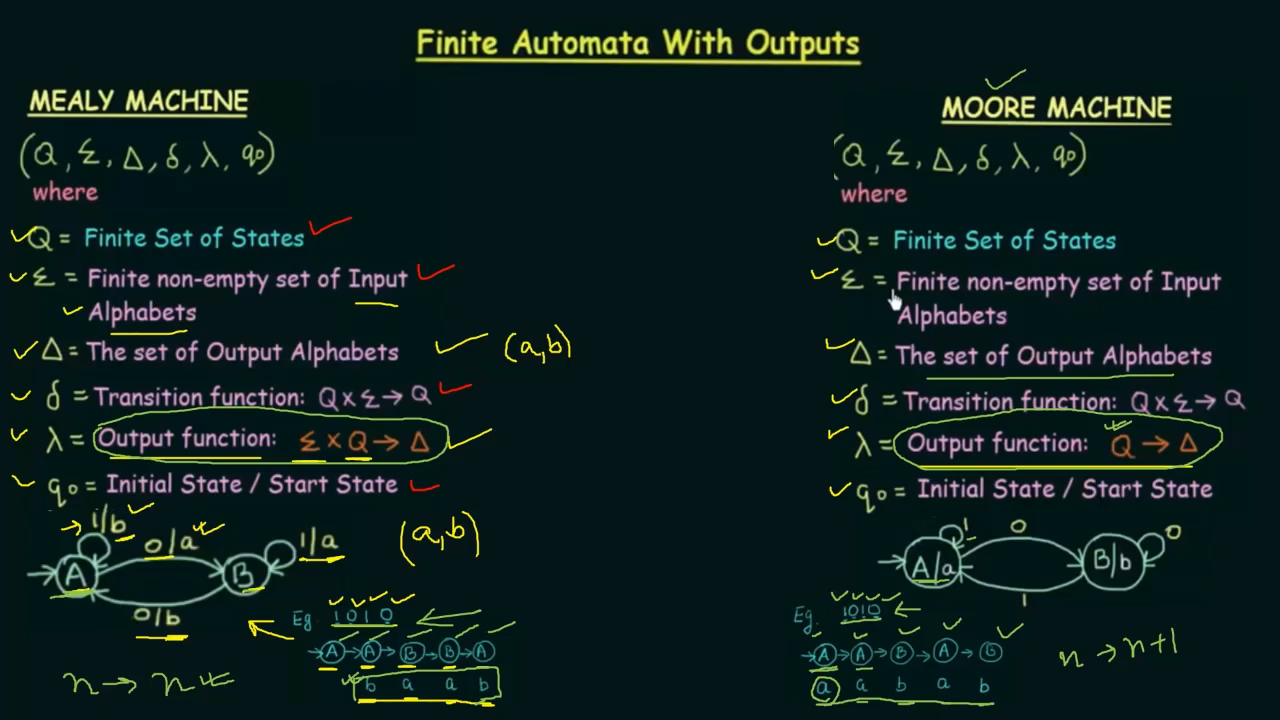 Finite Automata With Outputs
MEALY MACHINE
(Q, Σ, Δ, δ, λ, q0)
where
Q = Finite Set of States
Σ = Finite non-empty set of Input
Alphabets
Δ = The set of Output Alphabets
(a,b)
δ = Transition function: Q x Σ → Q
λ = Output function: Σ x Q → Δ
q0 = Initial State / Start State
(a,b)
→ 1/b
0/a
1/a
A
B
0/b
Eg. 1010
→ A → A → B → B → A
b a a b
n → n
MOORE MACHINE
(Q, Σ, Δ, δ, λ, q0)
where
Q = Finite Set of States
Σ = Finite non-empty set of Input
Alphabets
Δ = The set of Output Alphabets
δ = Transition function: Q x Σ → Q
λ = Output function: Q → Δ
q0 = Initial State / Start State
1
0
0
A/a
B/b
1
Eg. 1010
→ A → A → B → A → B
a a b a b
n → n+1